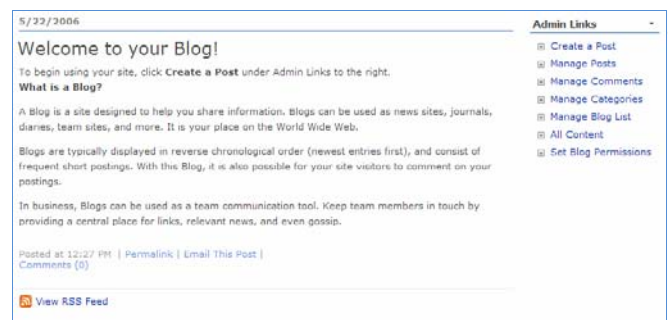 5/22/2006
Welcome to your Blog!
To begin using your site, click Create a Post under Admin Links to the right.
What is a Blog?
A Blog is a site designed to help you share information. Blogs can be used as news sites, journals,
diaries, team sites, and more. It is your place on the World Wide Web.
Blogs are typically displayed in reverse chronological order (newest entries first), and consist of
frequent short postings. With this Blog, it is also possible for your site visitors to comment on your
postings.
In business, Blogs can be used as a team communication tool. Keep team members in touch by
providing a central place for links, relevant news, and even gossip.
Posted at 12:27 PM | Permalink | Email This Post |
Comments (0)
View RSS Feed
Admin Links
Create a Post
Manage Posts
Manage Comments
Manage Categories
Manage Blog List
All Content
Set Blog Permissions